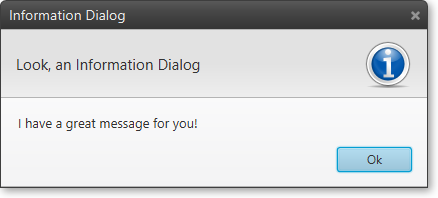 Information Dialog
Look, an Information Dialog
I have a great message for you!
Ok